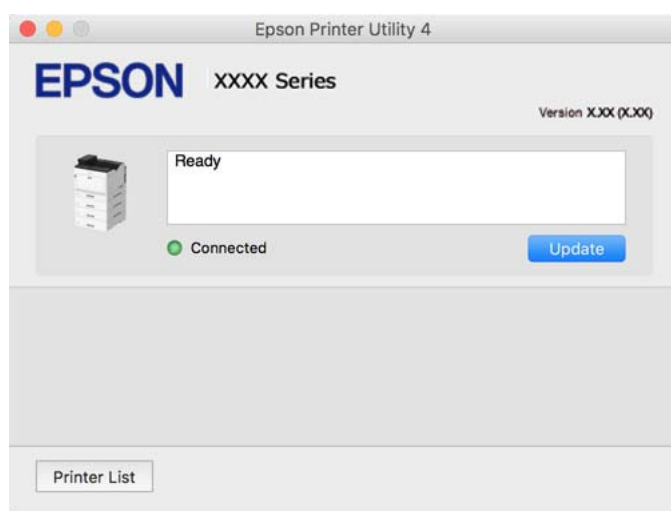 Epson Printer Utility 4
EPSON XXXX Series
Version X.XX (X.XX)
Ready
Connected
Update
Printer List